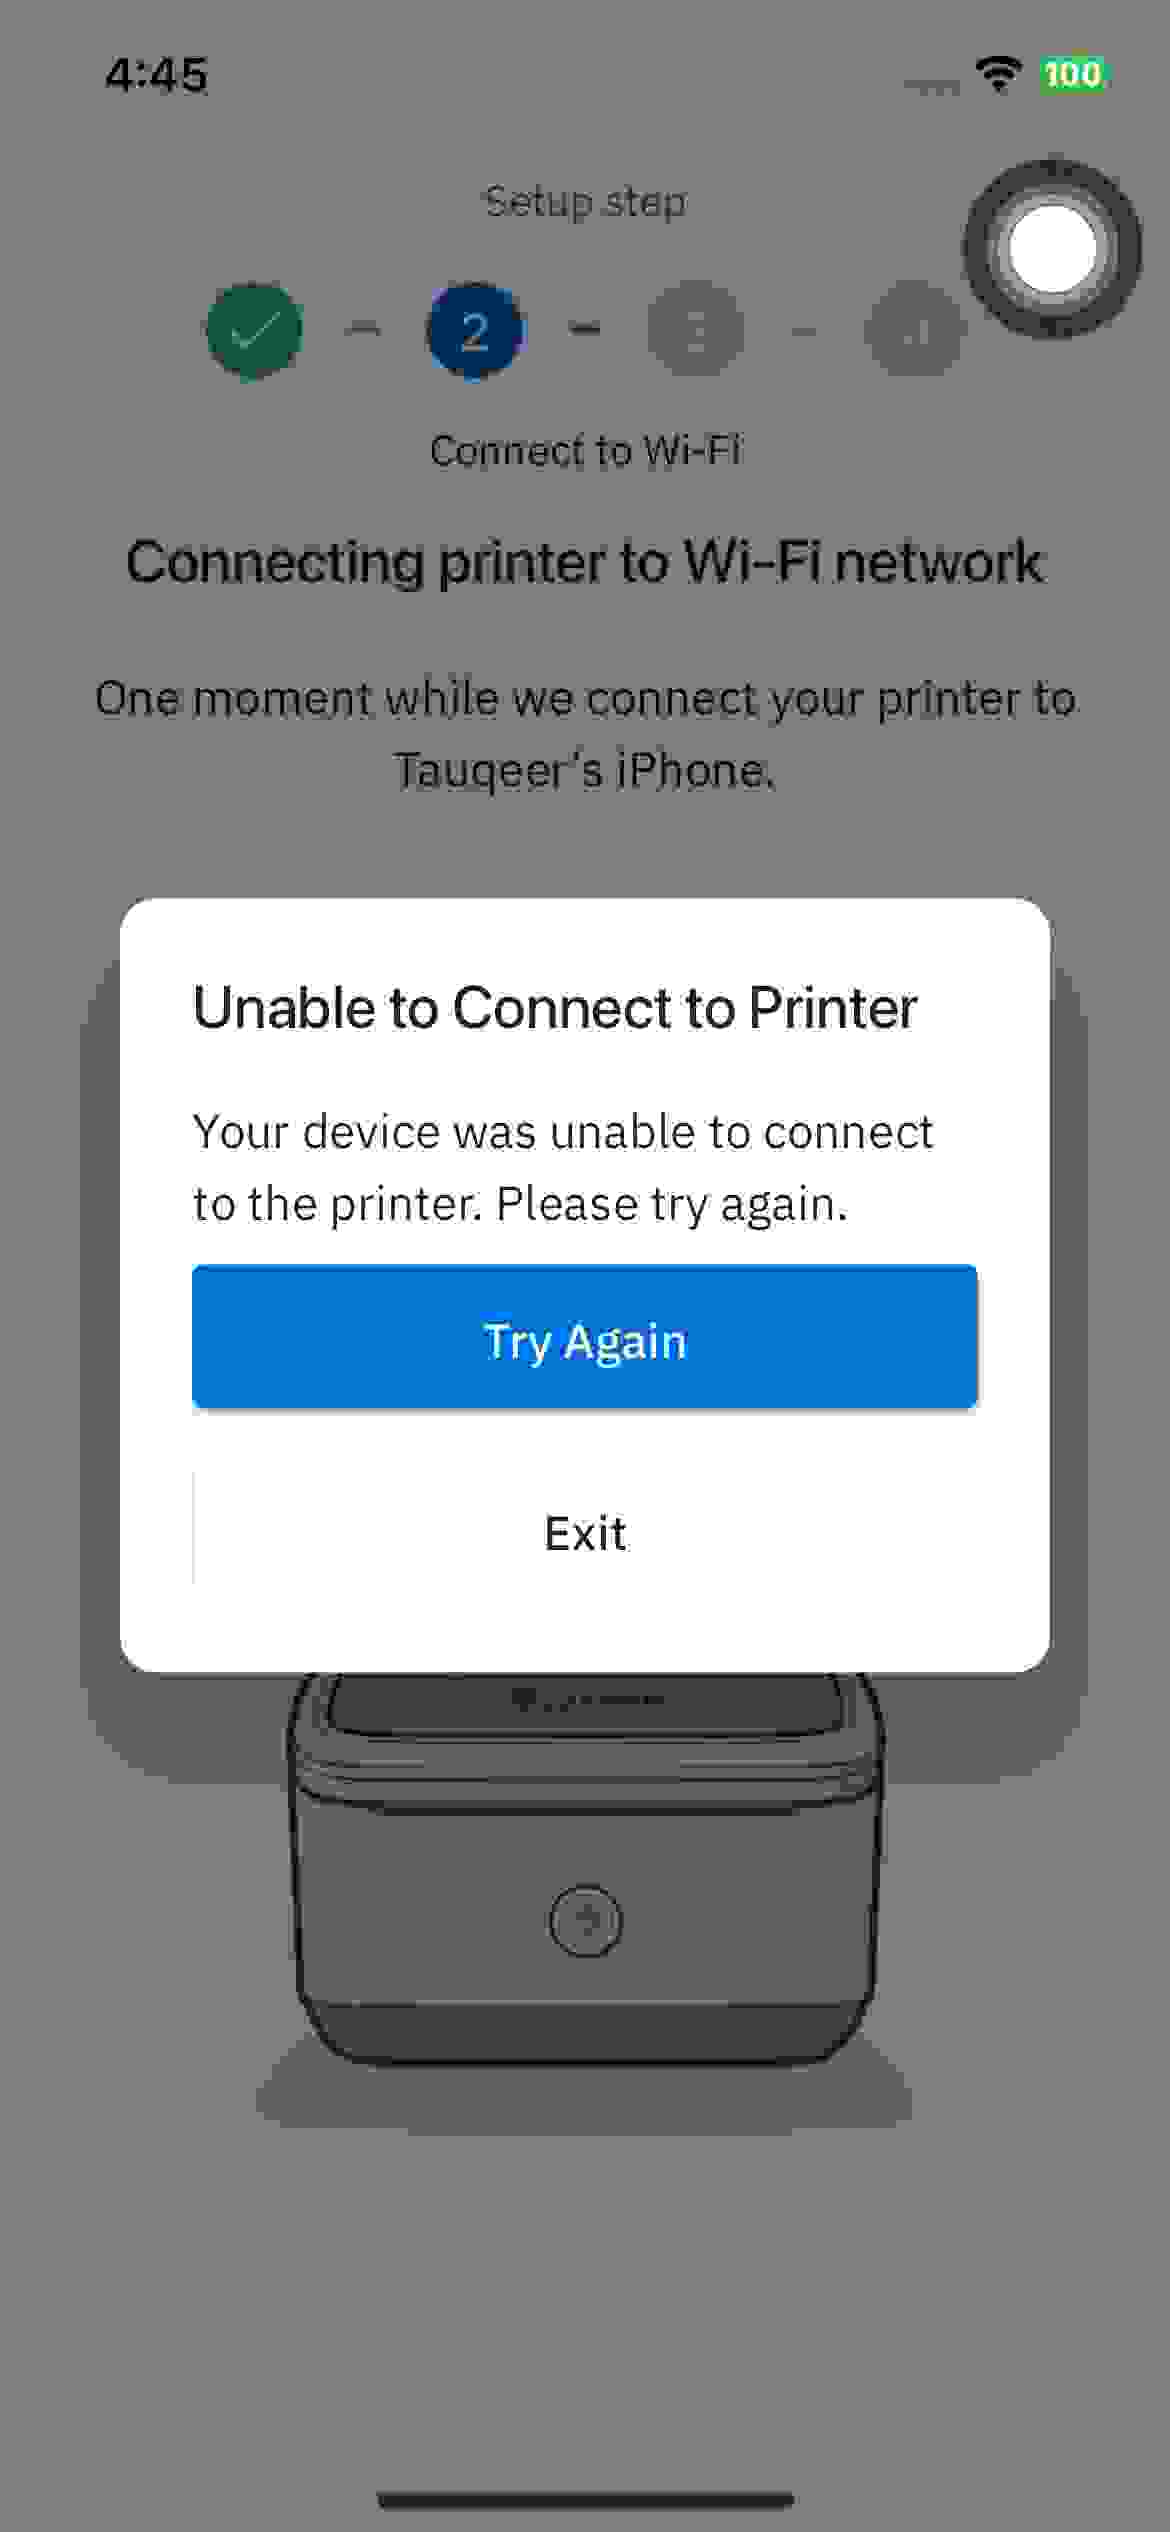 4:45
100
Setup step
2
3
4
Connect to Wi-Fi
Connecting printer to Wi-Fi network
One moment while we connect your printer to
Tauqeer's iPhone.
Unable to Connect to Printer
Your device was unable to connect
to the printer. Please try again.
Try Again
Exit